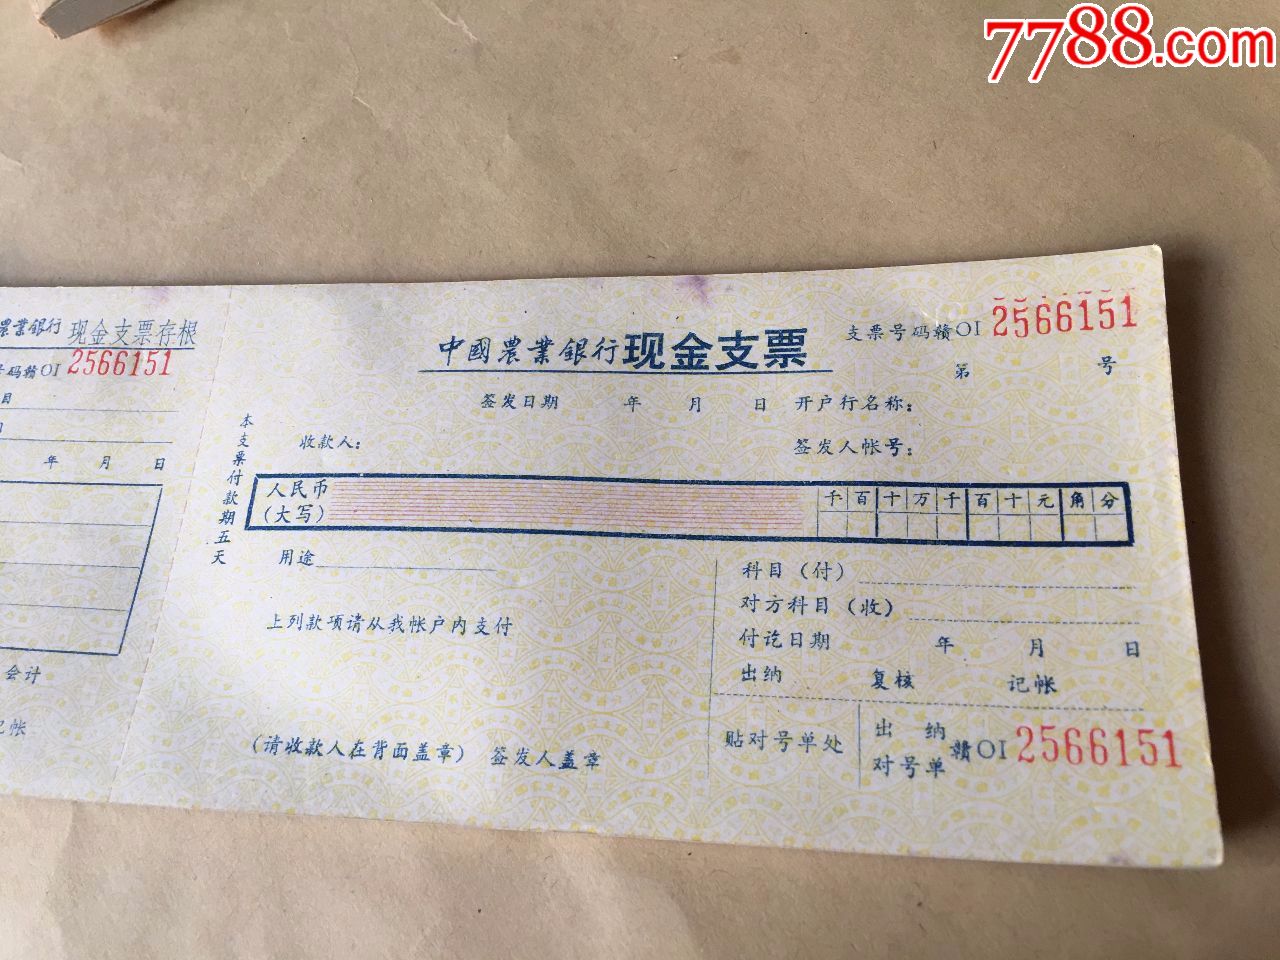 7788.com
農業銀行 现金支票存根
号码赣OI 2566151
目
年 月 日
会计
记帐
中國農業銀行现金支票
支票号码赣OI 2566151
第 号
签发日期 年 月 日 开户行名称：
收款人： 签发人帐号：
本支票付款期五天
人民币
（大写）
千百十万千百十元角分
用途
上列款项请从我帐户内支付
（请收款人在背面盖章） 签发人盖章
科目（付）
对方科目（收）
付讫日期 年 月 日
出纳 复核 记帐
贴对号单处
出 纳
对号单
赣OI 2566151